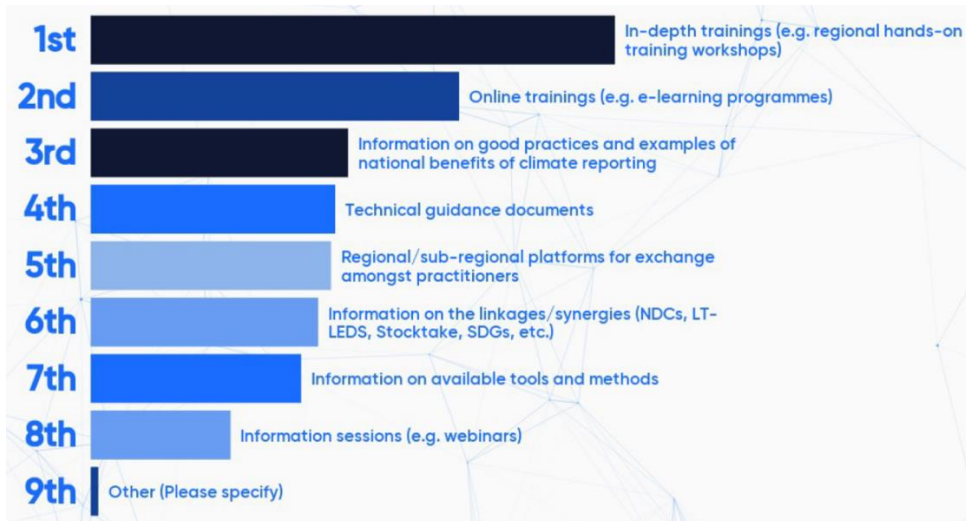 1st
In-depth trainings (e.g. regional hands-on
training workshops)
2nd
Online trainings (e.g. e-learning programmes)
3rd
Information on good practices and examples of
national benefits of climate reporting
4th
Technical guidance documents
5th
Regional/sub-regional platforms for exchange
amongst practitioners
6th
Information on the linkages/synergies (NDCs, LT-
LEDS, Stocktake, SDGs, etc.)
7th
Information on available tools and methods
8th
Information sessions (e.g. webinars)
9th
Other (Please specify)